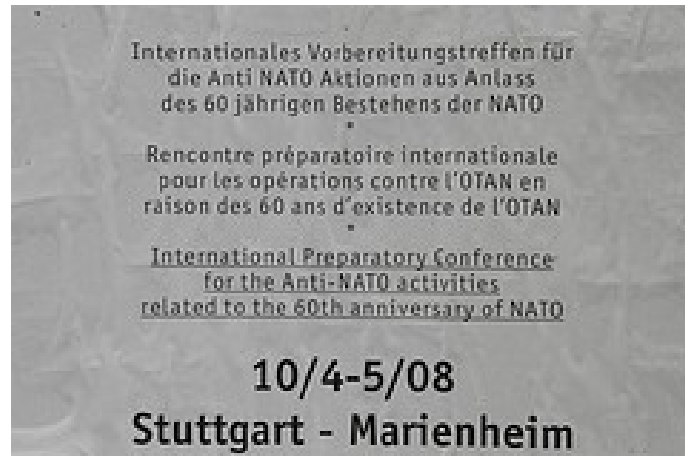 Internationales Vorbereitungstreffen für
die Anti NATO Aktionen aus Anlass
des 60 jährigen Bestehens der NATO
•
Rencontre préparatoire internationale
pour les opérations contre l'OTAN en
raison des 60 ans d'existence de l'OTAN
•
International Preparatory Conference
for the Anti-NATO activities
related to the 60th anniversary of NATO
10/4-5/08
Stuttgart - Marienheim